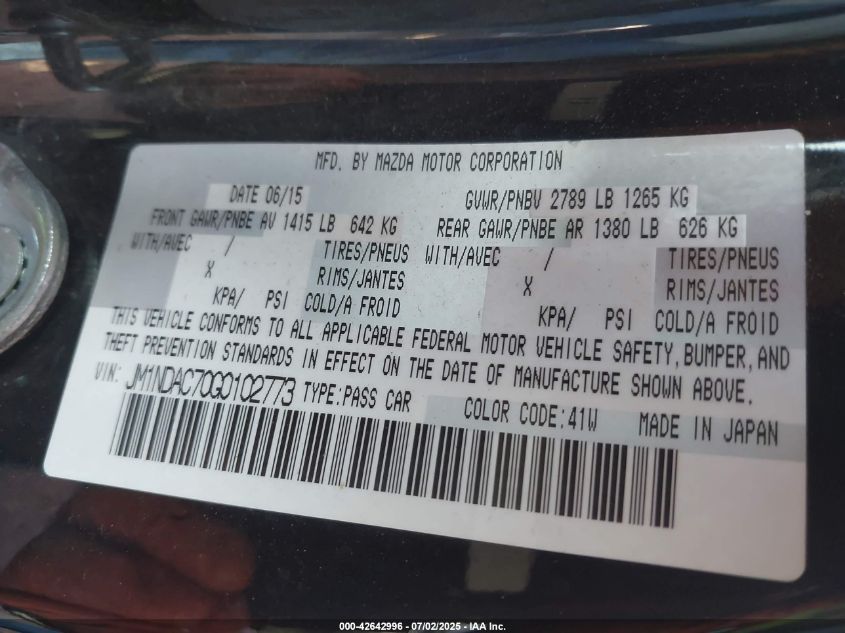 MFD. BY MAZDA MOTOR CORPORATION
DATE 06/15 GVWR/PNBV 2789 LB 1265 KG
FRONT GAWR/PNBE AV 1415 LB 642 KG REAR GAWR/PNBE AR 1380 LB 626 KG
WITH/AVEC / TIRES/PNEUS WITH/AVEC / TIRES/PNEUS
X RIMS/JANTES X RIMS/JANTES
KPA/ PSI COLD/A FROID KPA/ PSI COLD/A FROID
THIS VEHICLE CONFORMS TO ALL APPLICABLE FEDERAL MOTOR VEHICLE SAFETY, BUMPER, AND
THEFT PREVENTION STANDARDS IN EFFECT ON THE DATE OF MANUFACTURE SHOWN ABOVE.
VIN: JM1NDAC70G0102773 TYPE: PASS CAR COLOR CODE: 41W MADE IN JAPAN
000-42642996 - 07/02/2025 - IAA Inc.